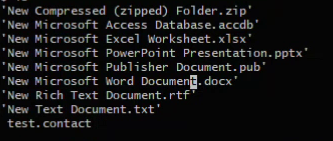 'New Compressed (zipped) Folder.zip'
'New Microsoft Access Database.accdb'
'New Microsoft Excel Worksheet.xlsx'
'New Microsoft PowerPoint Presentation.pptx'
'New Microsoft Publisher Document.pub'
'New Microsoft Word Document.docx'
'New Rich Text Document.rtf'
'New Text Document.txt'
test.contact